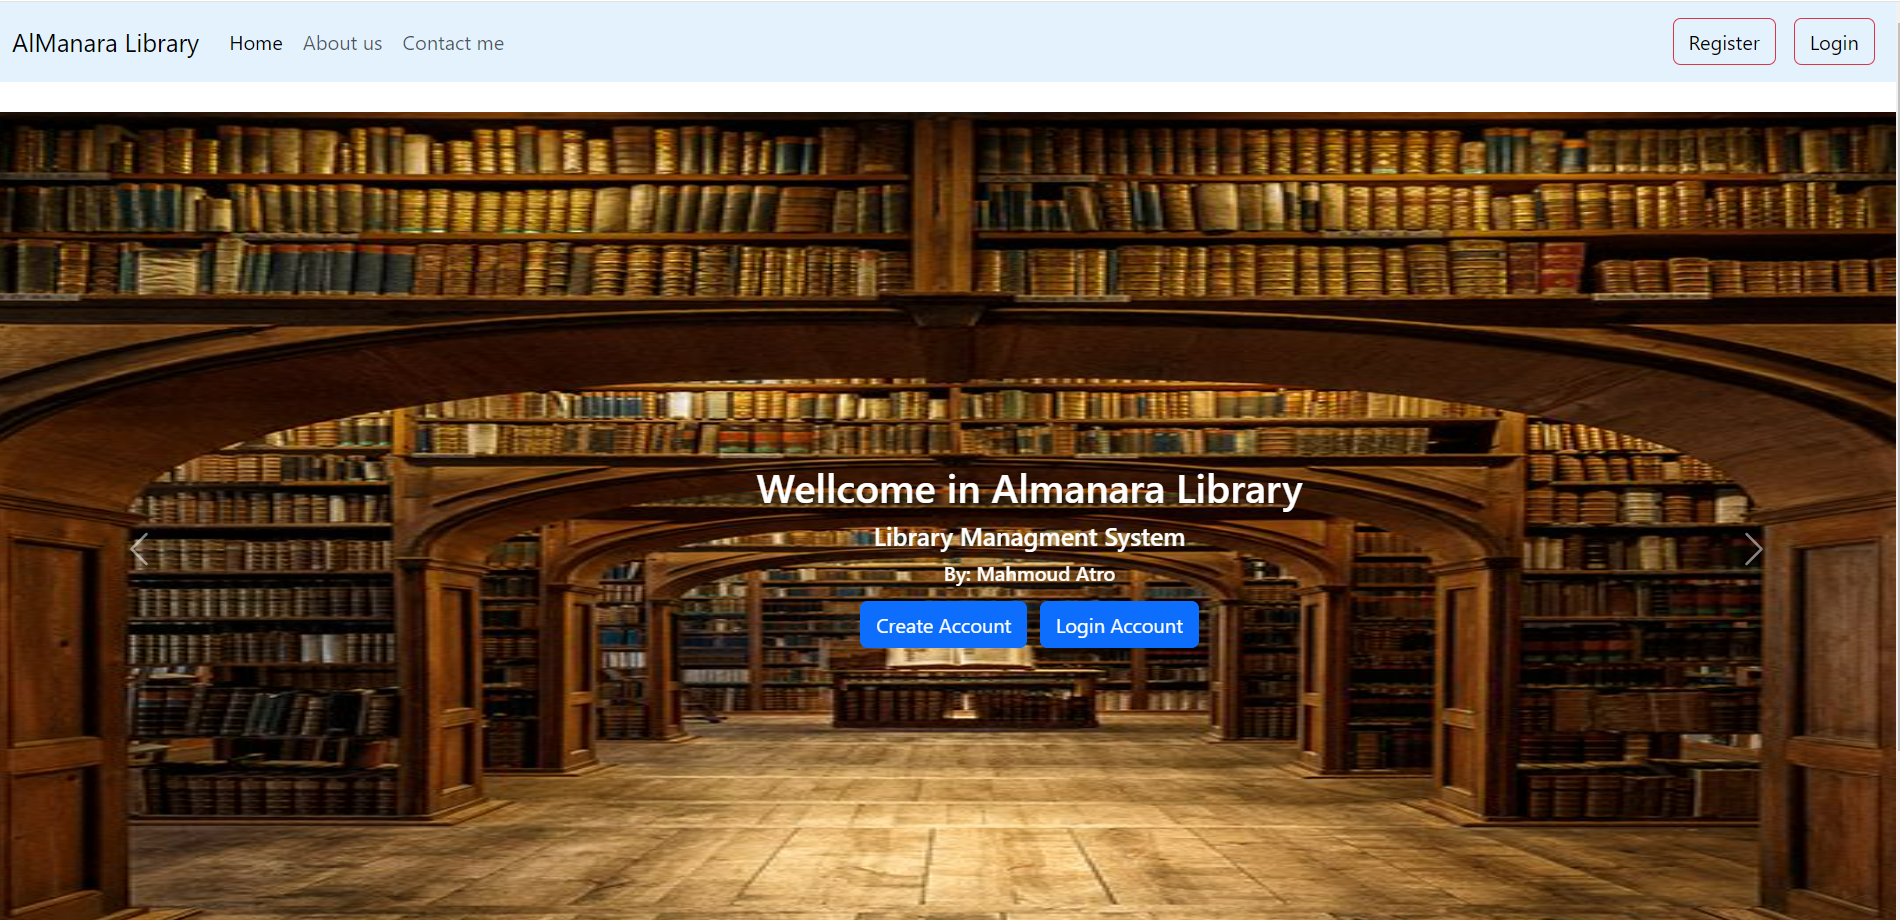 AlManara Library Home About us Contact me Register Login
Wellcome in Almanara Library
Library Managment System
By: Mahmoud Atro
Create Account Login Account